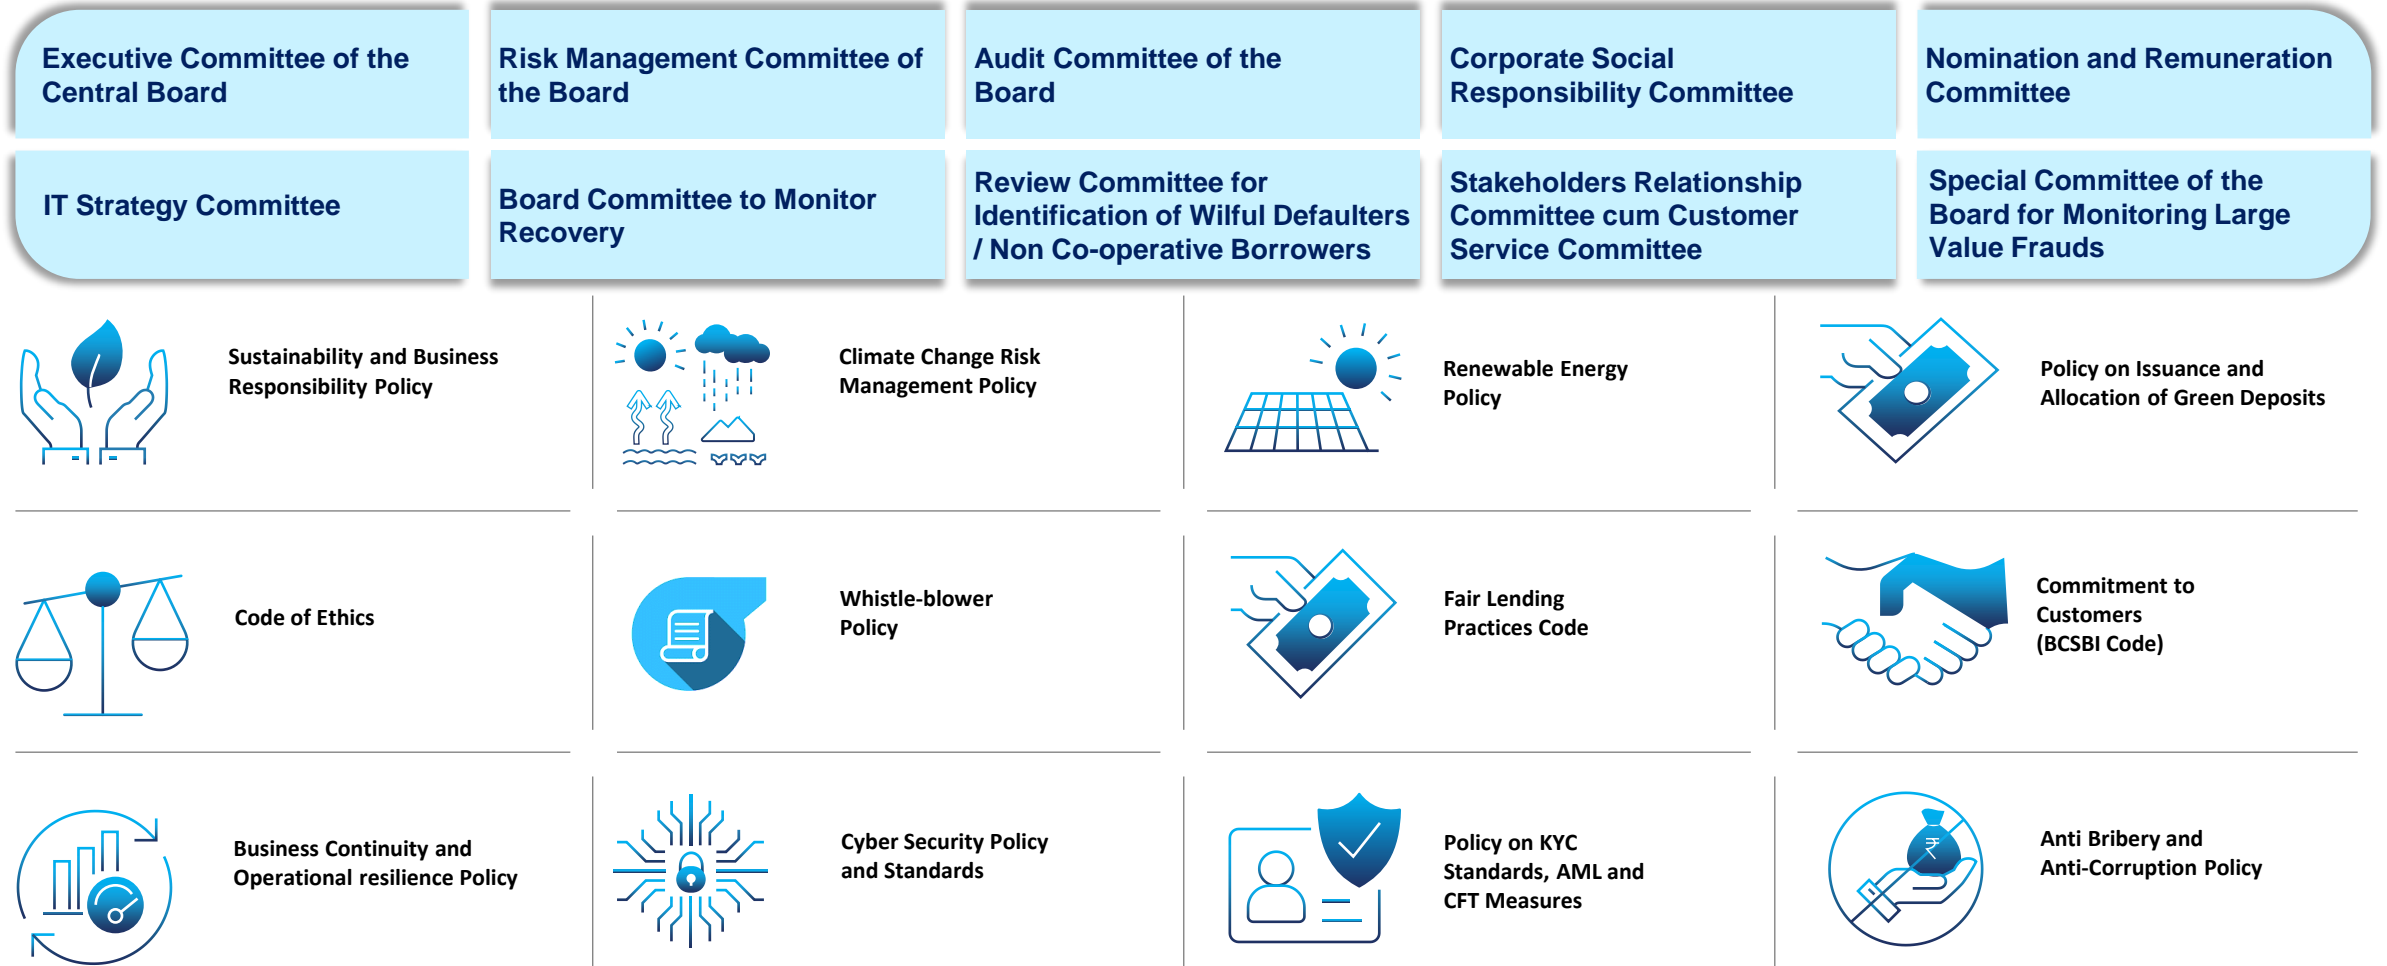 Executive Committee of the
Central Board
Risk Management Committee of
the Board
Audit Committee of the
Board
Corporate Social
Responsibility Committee
Nomination and Remuneration
Committee
IT Strategy Committee
Board Committee to Monitor
Recovery
Review Committee for
Identification of Wilful Defaulters
/ Non Co-operative Borrowers
Stakeholders Relationship
Committee cum Customer
Service Committee
Special Committee of the
Board for Monitoring Large
Value Frauds
Sustainability and Business
Responsibility Policy
Climate Change Risk
Management Policy
Renewable Energy
Policy
Policy on Issuance and
Allocation of Green Deposits
Code of Ethics
Whistle-blower
Policy
Fair Lending
Practices Code
Commitment to
Customers
(BCSBI Code)
Business Continuity and
Operational resilience Policy
Cyber Security Policy
and Standards
Policy on KYC
Standards, AML and
CFT Measures
₹
Anti Bribery and
Anti-Corruption Policy